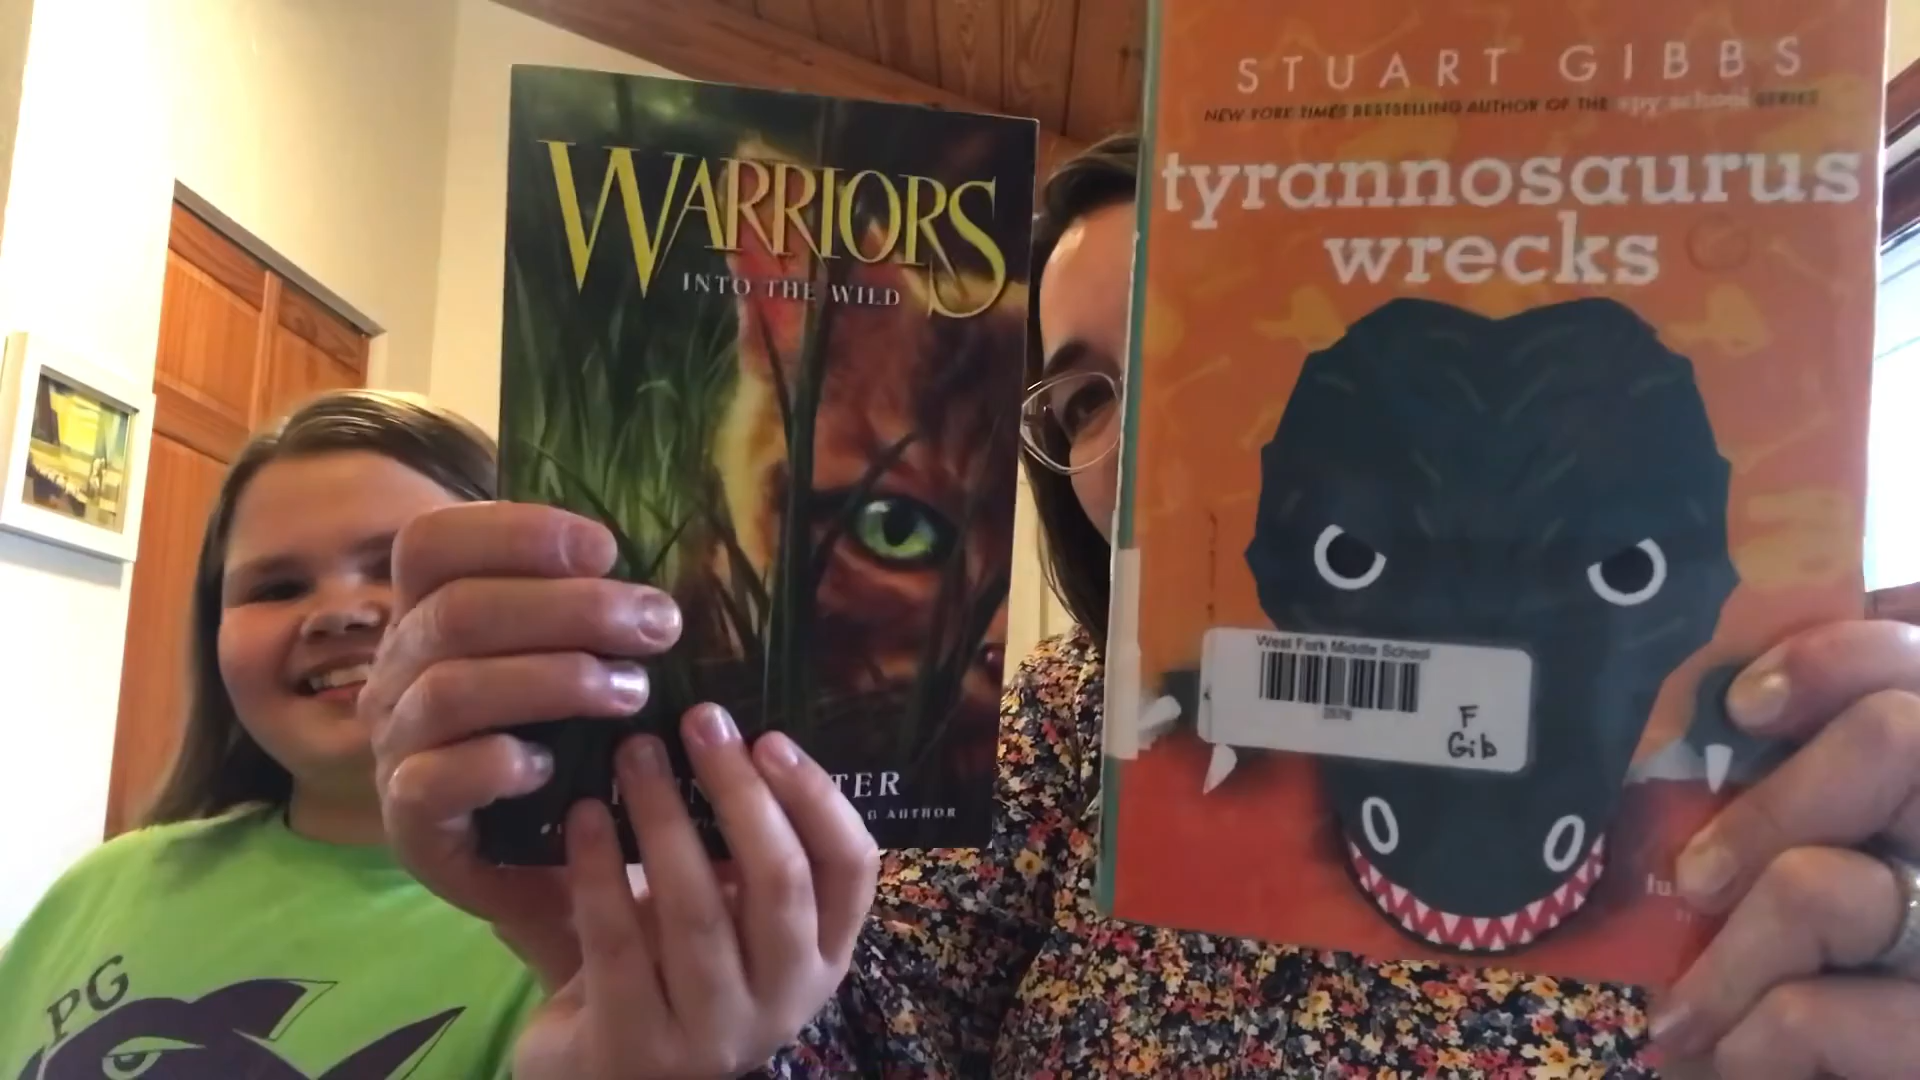 WARRIORS
INTO THE WILD
TER
AUTHOR
STUART GIBBS
NEW YORK TIMES BESTSELLING AUTHOR OF THE spy school SERIES
tyrannosaurus
wrecks
West Fork Middle School
F
Gib
PG